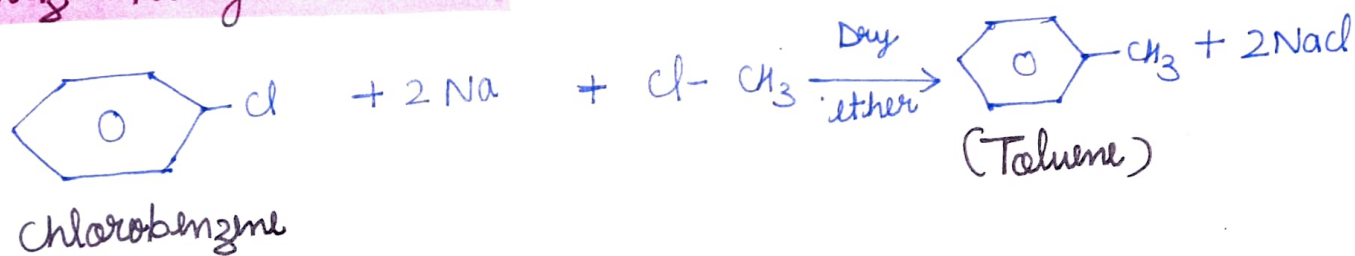 Cl + 2 Na + Cl- CH3 Dry ether CH3 + 2NaCl
(Toluene)
Chlorobenzene